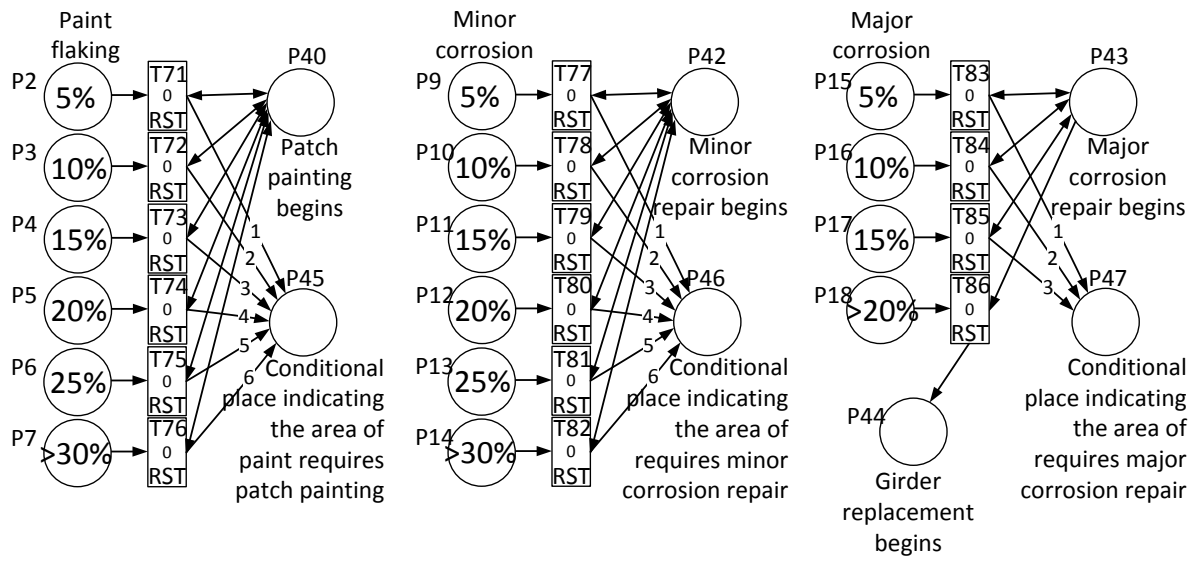 Paint
flaking
P2
5%
T71
0
RST
P3
10%
T72
0
RST
P4
15%
T73
0
RST
P5
20%
T74
0
RST
P6
25%
T75
0
RST
P7
>30%
T76
0
RST
P40
Patch
painting
begins
1
2
3
4
5
6
P45
Conditional
place indicating
the area of
paint requires
patch painting
Minor
corrosion
P9
5%
T77
0
RST
P10
10%
T78
0
RST
P11
15%
T79
0
RST
P12
20%
T80
0
RST
P13
25%
T81
0
RST
P14
>30%
T82
0
RST
P42
Minor
corrosion
repair begins
1
2
3
4
5
6
P46
Conditional
place indicating
the area of
requires minor
corrosion repair
Major
corrosion
P15
5%
T83
0
RST
P16
10%
T84
0
RST
P17
15%
T85
0
RST
P18
>20%
T86
0
RST
P43
Major
corrosion
repair begins
1
2
3
P47
Conditional
place indicating
the area of
requires major
corrosion repair
P44
Girder
replacement
begins